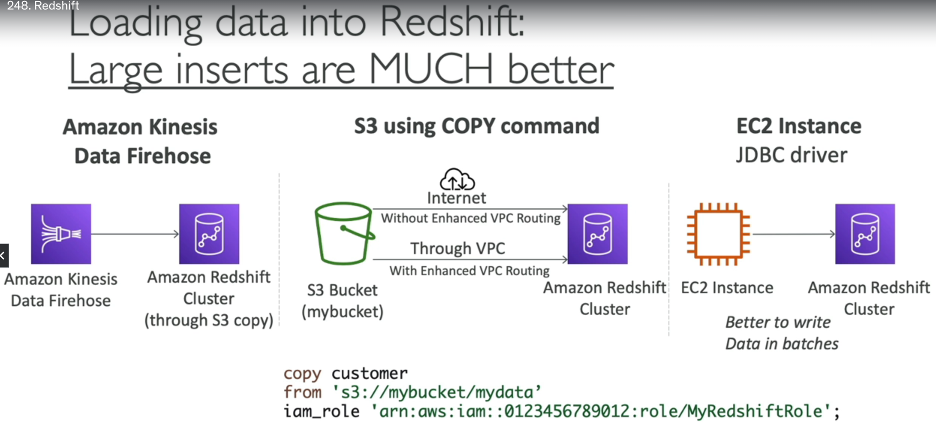 248. Redshift
Loading data into Redshift:
Large inserts are MUCH better
Amazon Kinesis
Data Firehose
Amazon Kinesis
Data Firehose
Amazon Redshift
Cluster
(through S3 copy)
S3 using COPY command
Internet
Without Enhanced VPC Routing
Through VPC
With Enhanced VPC Routing
S3 Bucket
(mybucket)
Amazon Redshift
Cluster
EC2 Instance
JDBC driver
EC2 Instance
Amazon Redshift
Cluster
Better to write
Data in batches
copy customer
from 's3://mybucket/mydata’
iam_role 'arn:aws:iam::0123456789012:role/MyRedshiftRole';